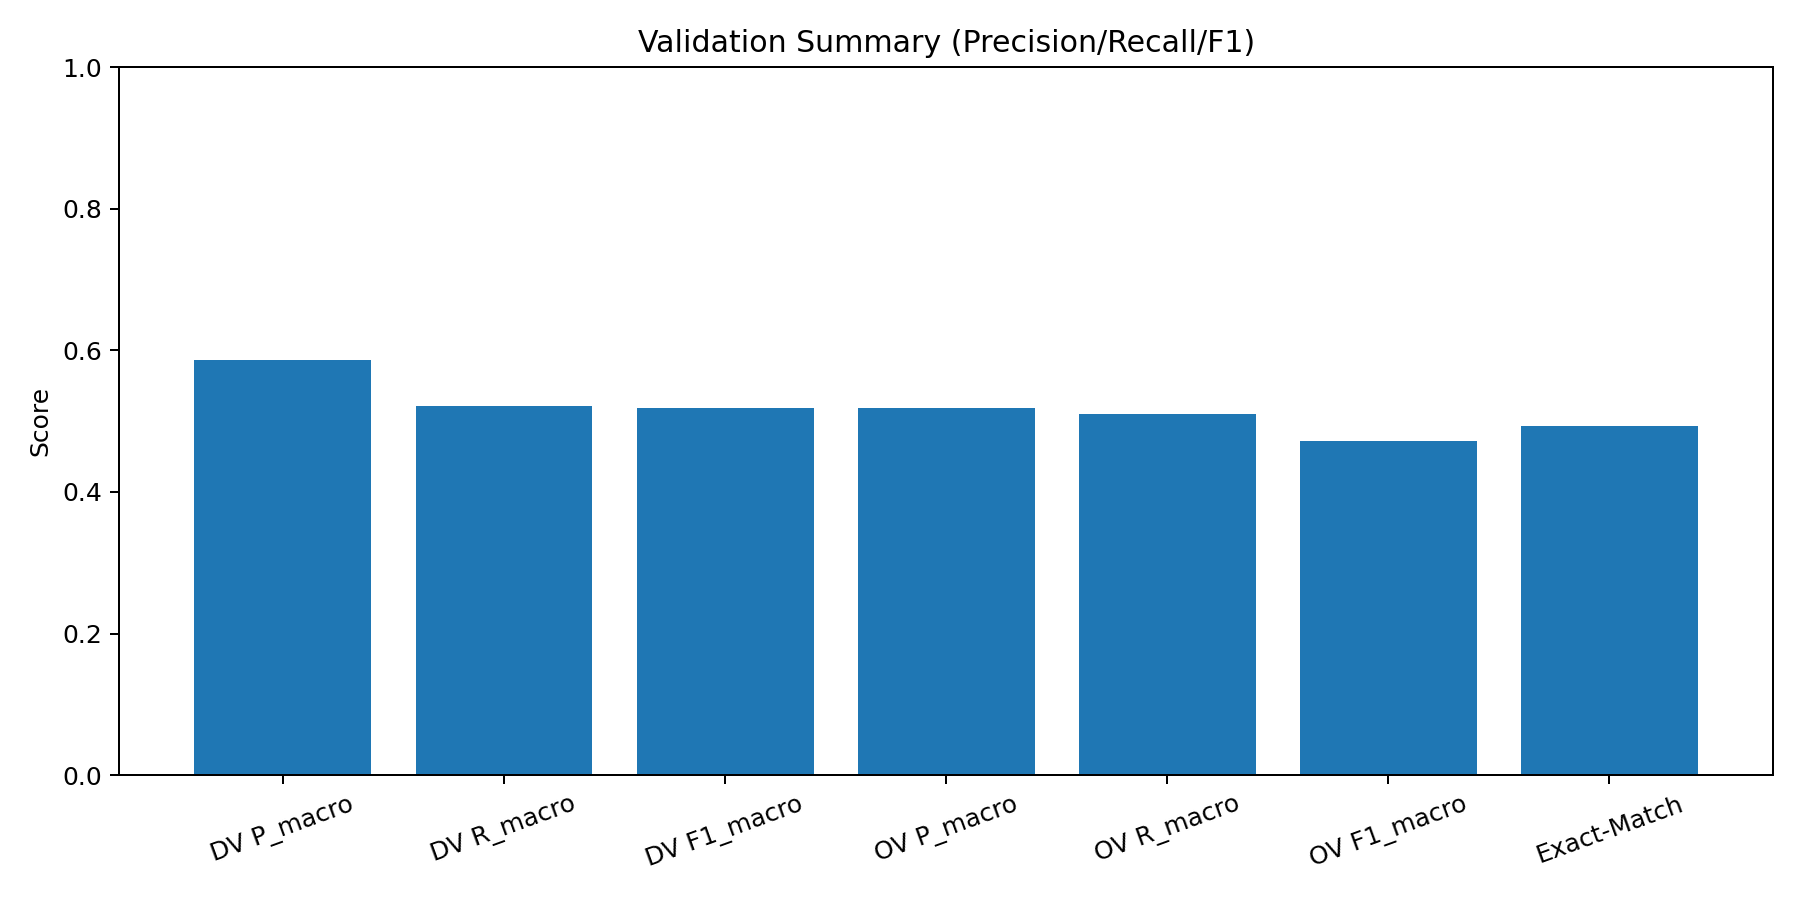 Validation Summary (Precision/Recall/F1)
1.0
0.8
0.6
0.4
0.2
0.0
Score
DV P_macro
DV R_macro
DV F1_macro
OV P_macro
OV R_macro
OV F1_macro
Exact-Match